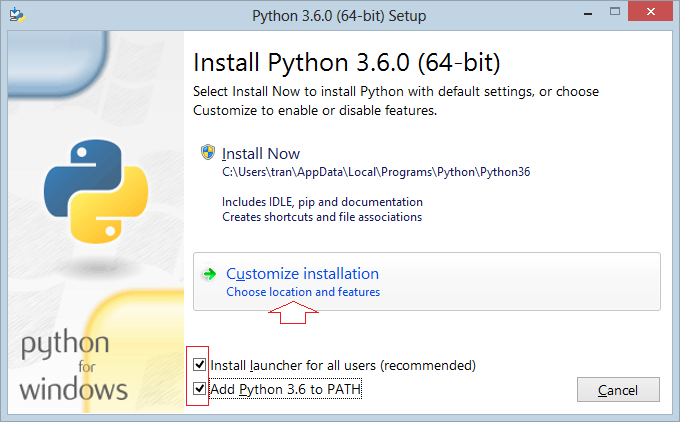 Python 3.6.0 (64-bit) Setup
Install Python 3.6.0 (64-bit)
Select Install Now to install Python with default settings, or choose
Customize to enable or disable features.
Install Now
C:\Users\tran\AppData\Local\Programs\Python\Python36
Includes IDLE, pip and documentation
Creates shortcuts and file associations
Customize installation
Choose location and features
python
for
windows
Install launcher for all users (recommended)
Add Python 3.6 to PATH
Cancel